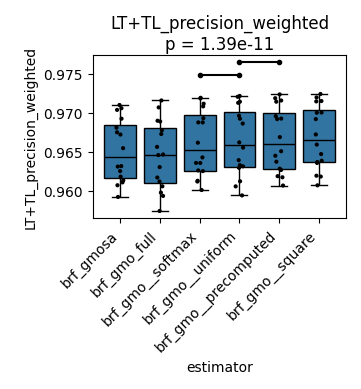 LT+TL_precision_weighted
p = 1.39e-11
LT+TL_precision_weighted
0.975
0.970
0.965
0.960
brf_gmosa
brf_gmo_full
brf_gmo__softmax
brf_gmo__uniform
brf_gmo__precomputed
brf_gmo__square
estimator